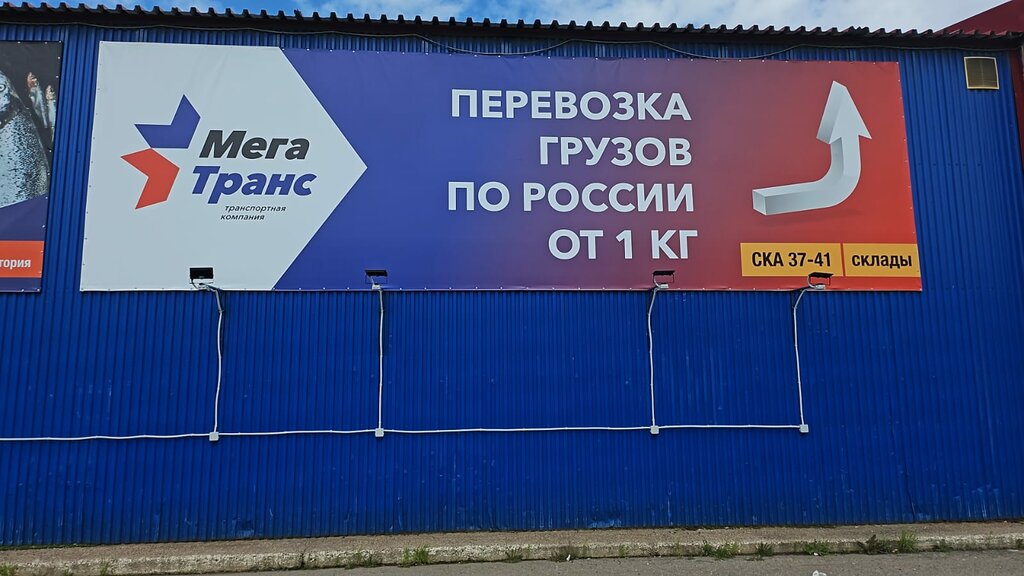 Мега
Транс
транспортная
компания
ПЕРЕВОЗКА
ГРУЗОВ
ПО РОССИИ
ОТ 1 КГ
СКА 37-41
склады
тория